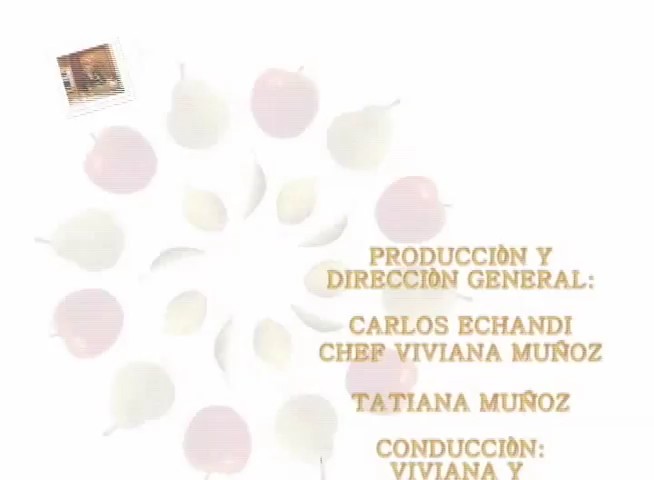 PRODUCCIÒN Y
DIRECCIÒN GENERAL:
CARLOS ECHANDI
CHEF VIVIANA MUÑOZ
TATIANA MUÑOZ
CONDUCCIÒN:
VIVIANA Y